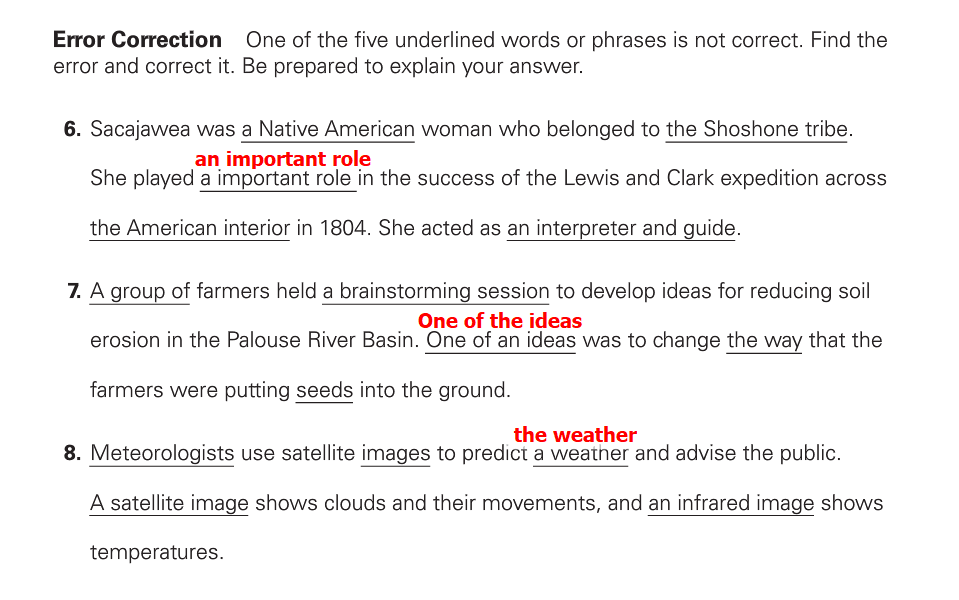 Error Correction One of the five underlined words or phrases is not correct. Find the
error and correct it. Be prepared to explain your answer.
6. Sacajawea was a Native American woman who belonged to the Shoshone tribe.
an important role
She played a important role in the success of the Lewis and Clark expedition across
the American interior in 1804. She acted as an interpreter and guide.
7. A group of farmers held a brainstorming session to develop ideas for reducing soil
One of the ideas
erosion in the Palouse River Basin. One of an ideas was to change the way that the
farmers were putting seeds into the ground.
the weather
8. Meteorologists use satellite images to predict a weather and advise the public.
A satellite image shows clouds and their movements, and an infrared image shows
temperatures.